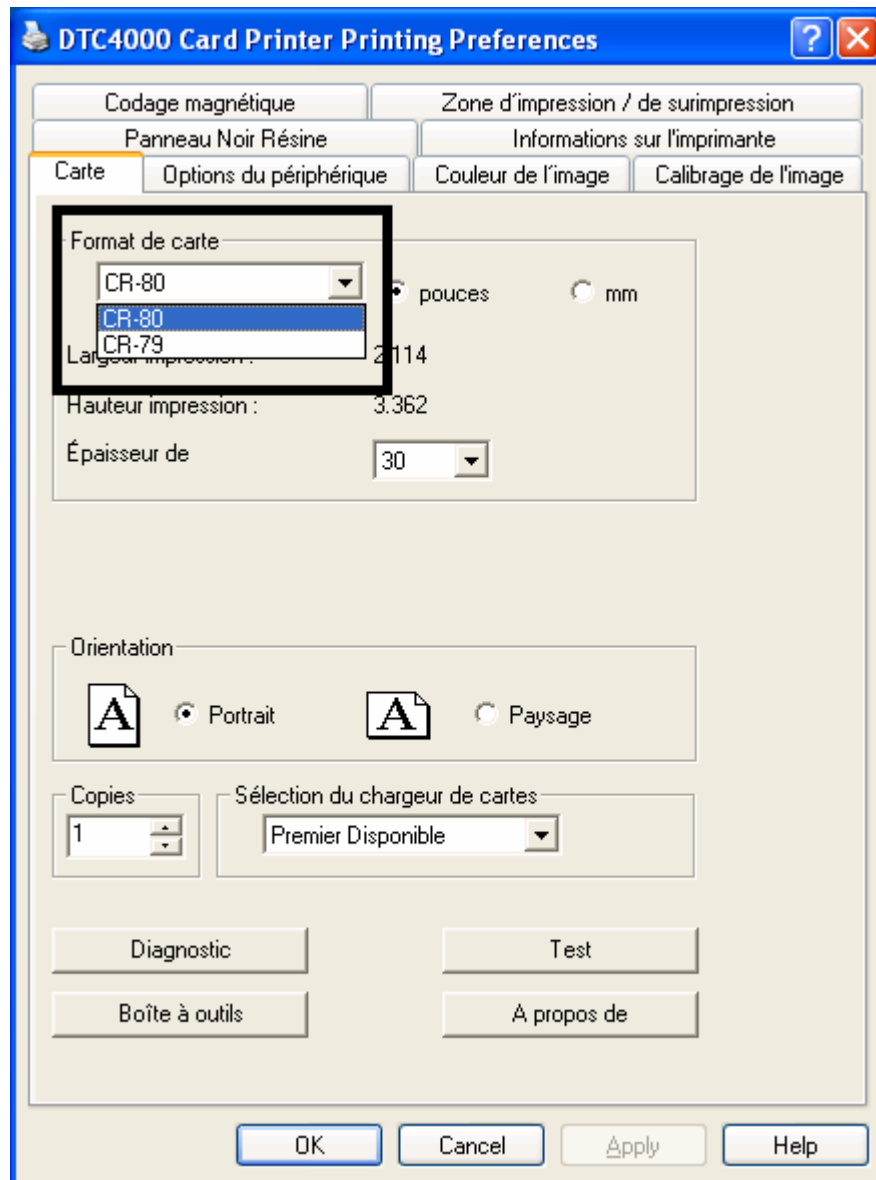 DTC4000 Card Printer Printing Preferences
Codage magnétique Zone d'impression / de surimpression
Panneau Noir Résine Informations sur l'imprimante
Carte Options du périphérique Couleur de l'image Calibrage de l'image
Format de carte
CR-80 pouces mm
CR-80
CR-79
Largeur impression : 2.114
Hauteur impression : 3.362
Épaisseur de 30
Orientation
A Portrait A Paysage
Copies Sélection du chargeur de cartes
1 Premier Disponible
Diagnostic Test
Boîte à outils A propos de
OK Cancel Apply Help